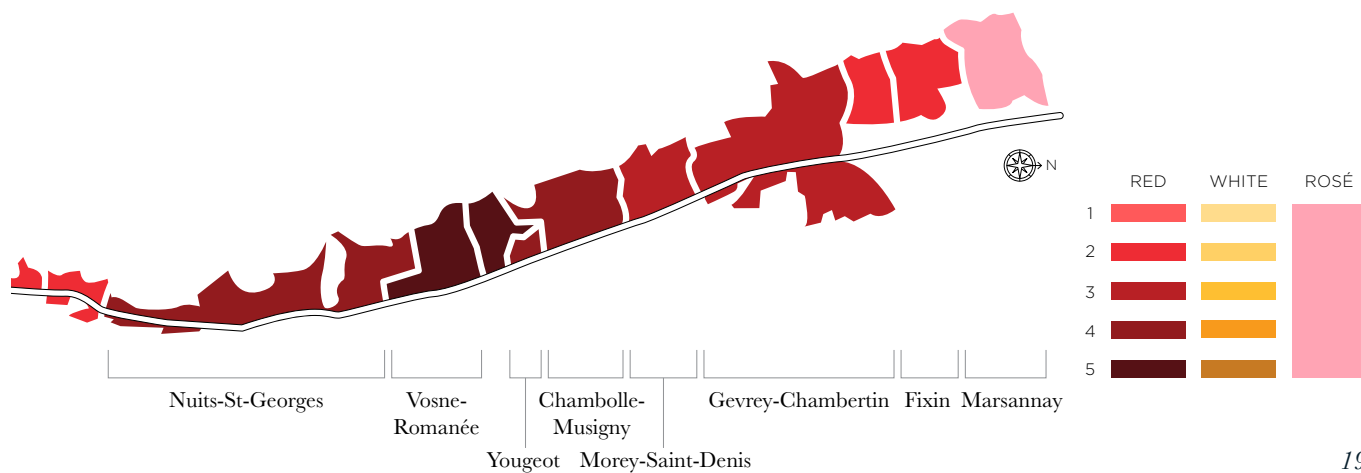 N
RED WHITE ROSÉ
1
2
3
4
5
Nuits-St-Georges
Vosne-
Romanée
Yougeot
Chambolle-
Musigny
Morey-Saint-Denis
Gevrey-Chambertin
Fixin
Marsannay
19